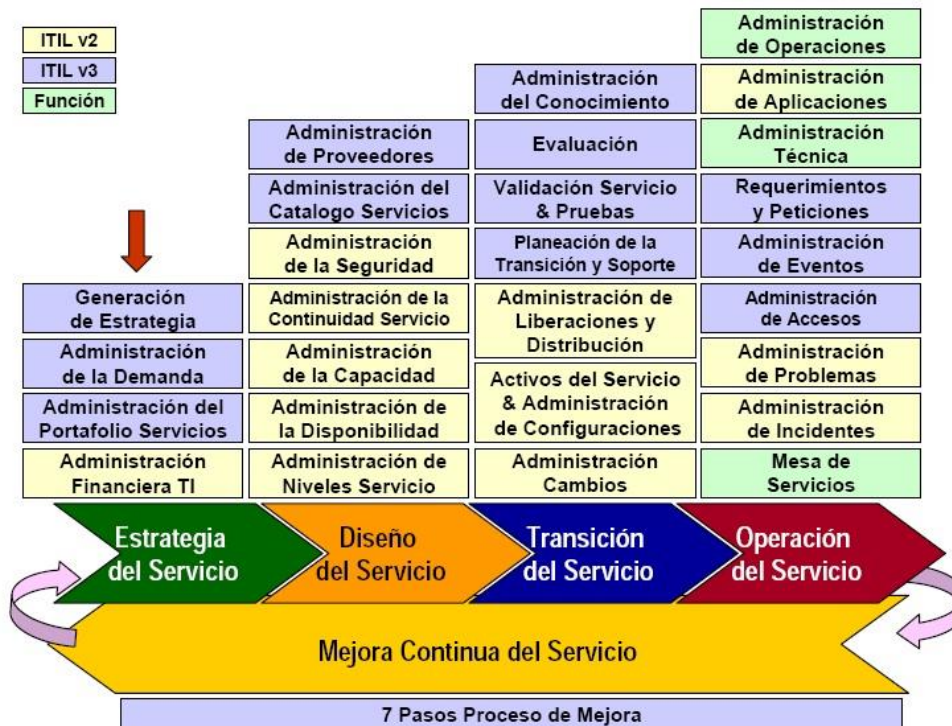 ITIL v2
ITIL v3
Función
Generación
de Estrategia
Administración
de la Demanda
Administración del
Portafolio Servicios
Administración
Financiera TI
Administración
de Proveedores
Administración del
Catalogo Servicios
Administración
de la Seguridad
Administración de la
Continuidad Servicio
Administración
de la Capacidad
Administración de
la Disponibilidad
Administración de
Niveles Servicio
Administración
del Conocimiento
Evaluación
Validación Servicio
& Pruebas
Planeación de la
Transición y Soporte
Administración de
Liberaciones y
Distribución
Activos del Servicio
& Administración
de Configuraciones
Administración
Cambios
Administración
de Operaciones
Administración
de Aplicaciones
Administración
Técnica
Requerimientos
y Peticiones
Administración
de Eventos
Administración
de Accesos
Administración
de Problemas
Administración
de Incidentes
Mesa de
Servicios
Estrategia
del Servicio
Diseño
del Servicio
Transición
del Servicio
Operación
del Servicio
Mejora Continua del Servicio
7 Pasos Proceso de Mejora